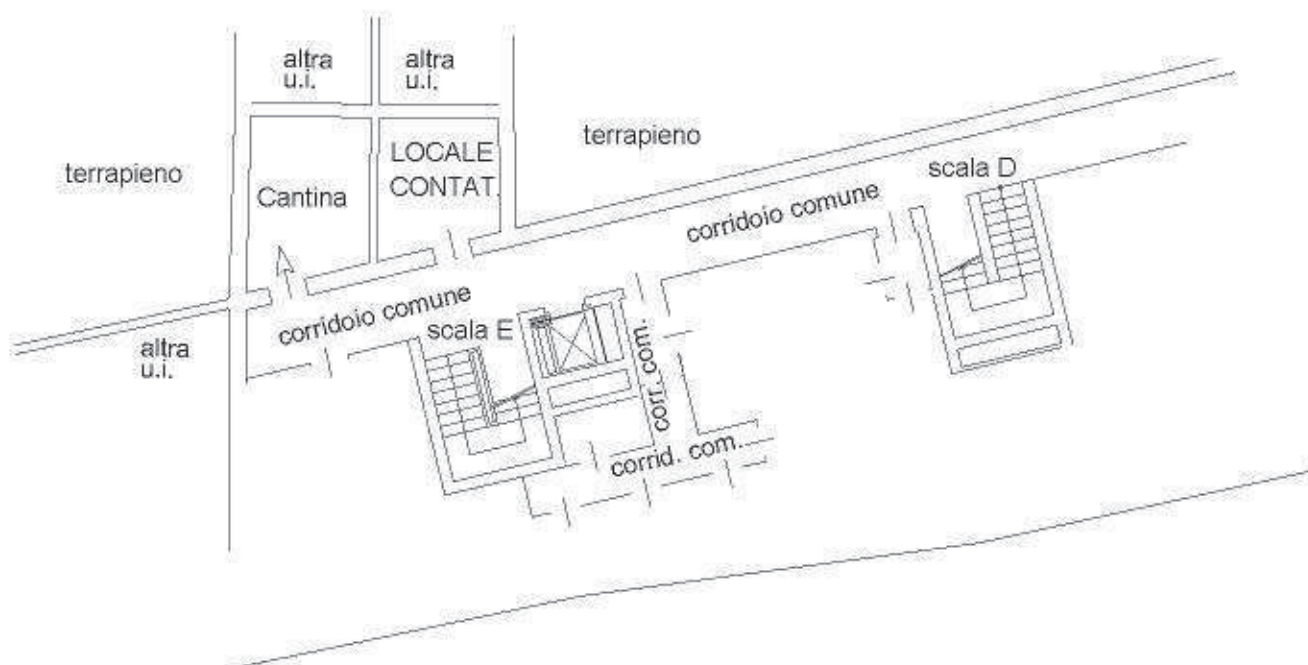 altra
u.i.
altra
u.i.
terrapieno
terrapieno
LOCALE
CONTAT.
Cantina
scala D
corridoio comune
corridoio comune
scala E
altra
u.i.
corr. com.
corrid. com.